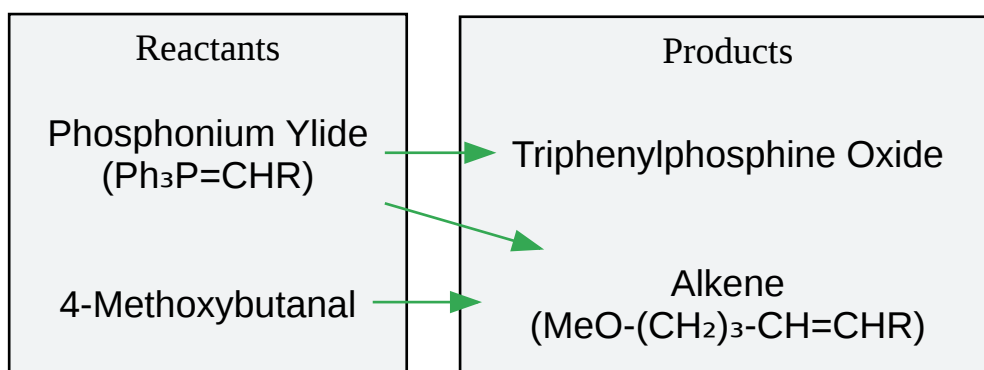 Reactants
Phosphonium Ylide
(Ph₃P=CHR)
4-Methoxybutanal
Products
Triphenylphosphine Oxide
Alkene
(MeO-(CH₂)₃-CH=CHR)